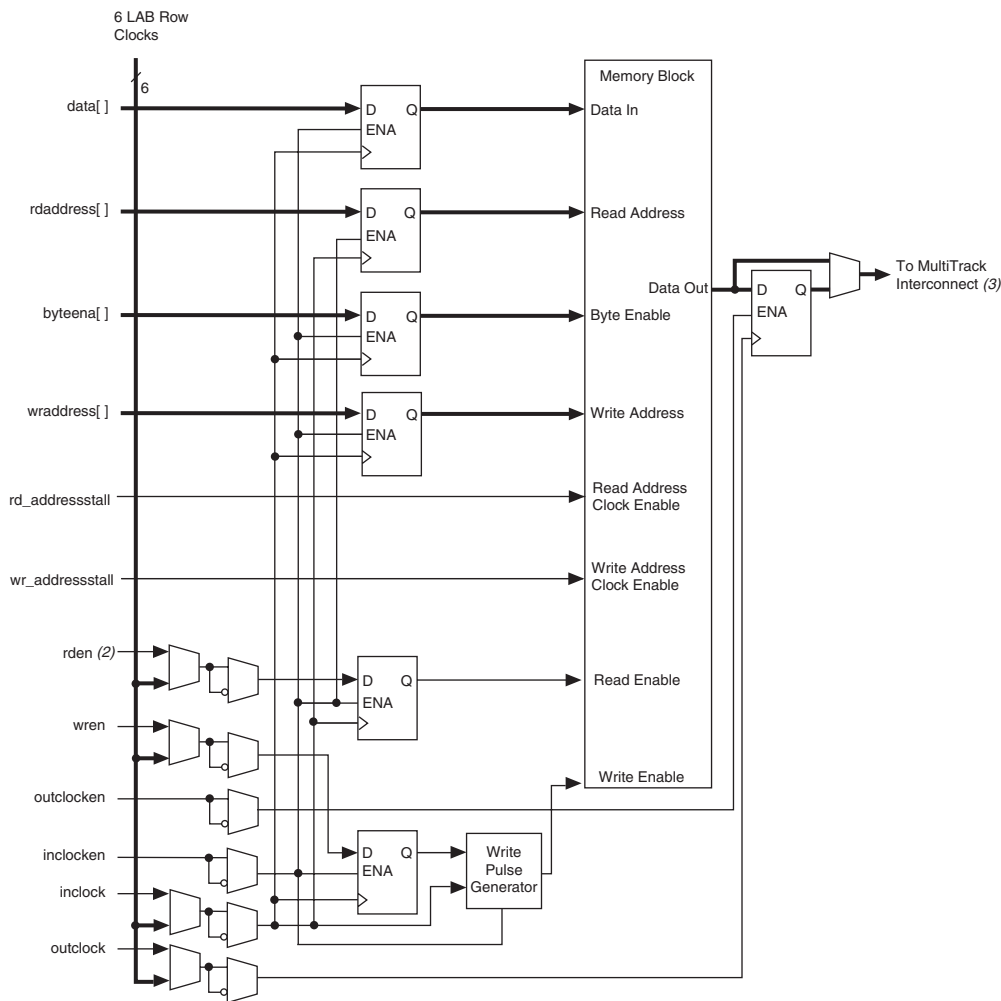 6 LAB Row
Clocks
6
Memory Block
data[ ]
D Q
ENA
Data In
rdaddress[ ]
D Q
ENA
Read Address
To MultiTrack
Interconnect (3)
Data Out
D Q
ENA
byteena[ ]
D Q
ENA
Byte Enable
wraddress[ ]
D Q
ENA
Write Address
rd_addressstall
Read Address
Clock Enable
wr_addressstall
Write Address
Clock Enable
rden (2)
D Q
ENA
Read Enable
wren
Write Enable
outclocken
inclocken
D Q
ENA
Write
Pulse
Generator
inclock
outclock